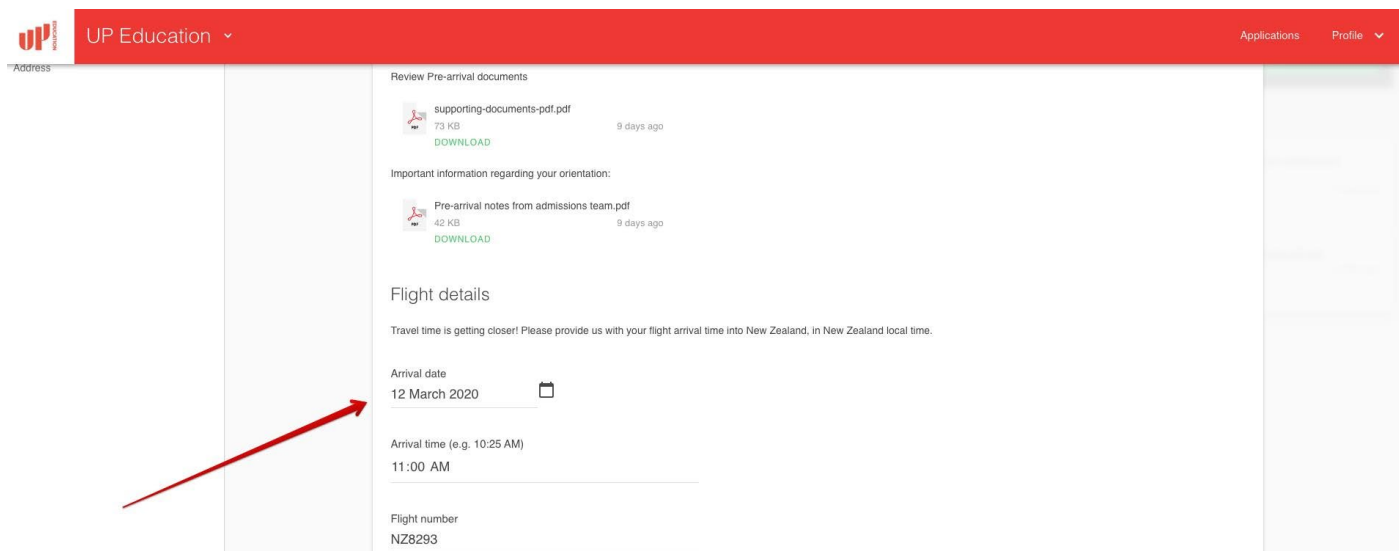 UP EDUCATION
UP Education
Applications
Profile
Address
Review Pre-arrival documents
supporting-documents-pdf.pdf
73 KB
9 days ago
DOWNLOAD
Important information regarding your orientation:
Pre-arrival notes from admissions team.pdf
42 KB
9 days ago
DOWNLOAD
Flight details
Travel time is getting closer! Please provide us with your flight arrival time into New Zealand, in New Zealand local time.
Arrival date
12 March 2020
Arrival time (e.g. 10:25 AM)
11:00 AM
Flight number
NZ8293